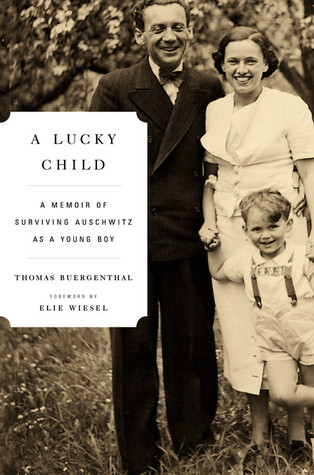 A LUCKY
CHILD
A MEMOIR OF
SURVIVING AUSCHWITZ
AS A YOUNG BOY
THOMAS BUERGENTHAL
FOREWORD BY
ELIE WIESEL